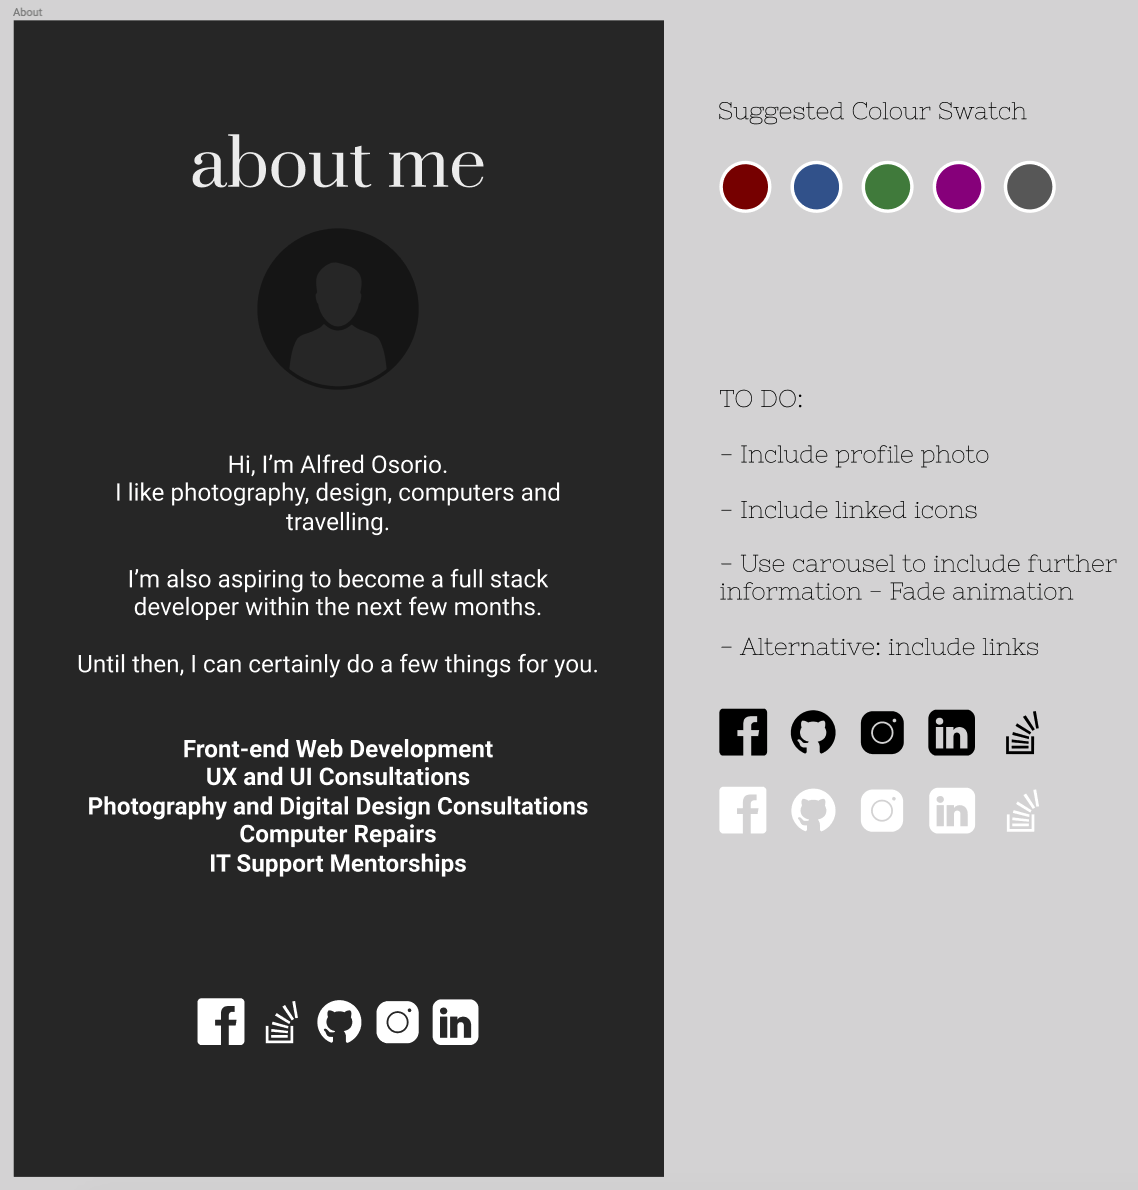 About
about me
Hi, I’m Alfred Osorio.
I like photography, design, computers and
travelling.
I’m also aspiring to become a full stack
developer within the next few months.
Until then, I can certainly do a few things for you.
Front-end Web Development
UX and UI Consultations
Photography and Digital Design Consultations
Computer Repairs
IT Support Mentorships
Suggested Colour Swatch
TO DO:
- Include profile photo
- Include linked icons
- Use carousel to include further
information - Fade animation
- Alternative: include links